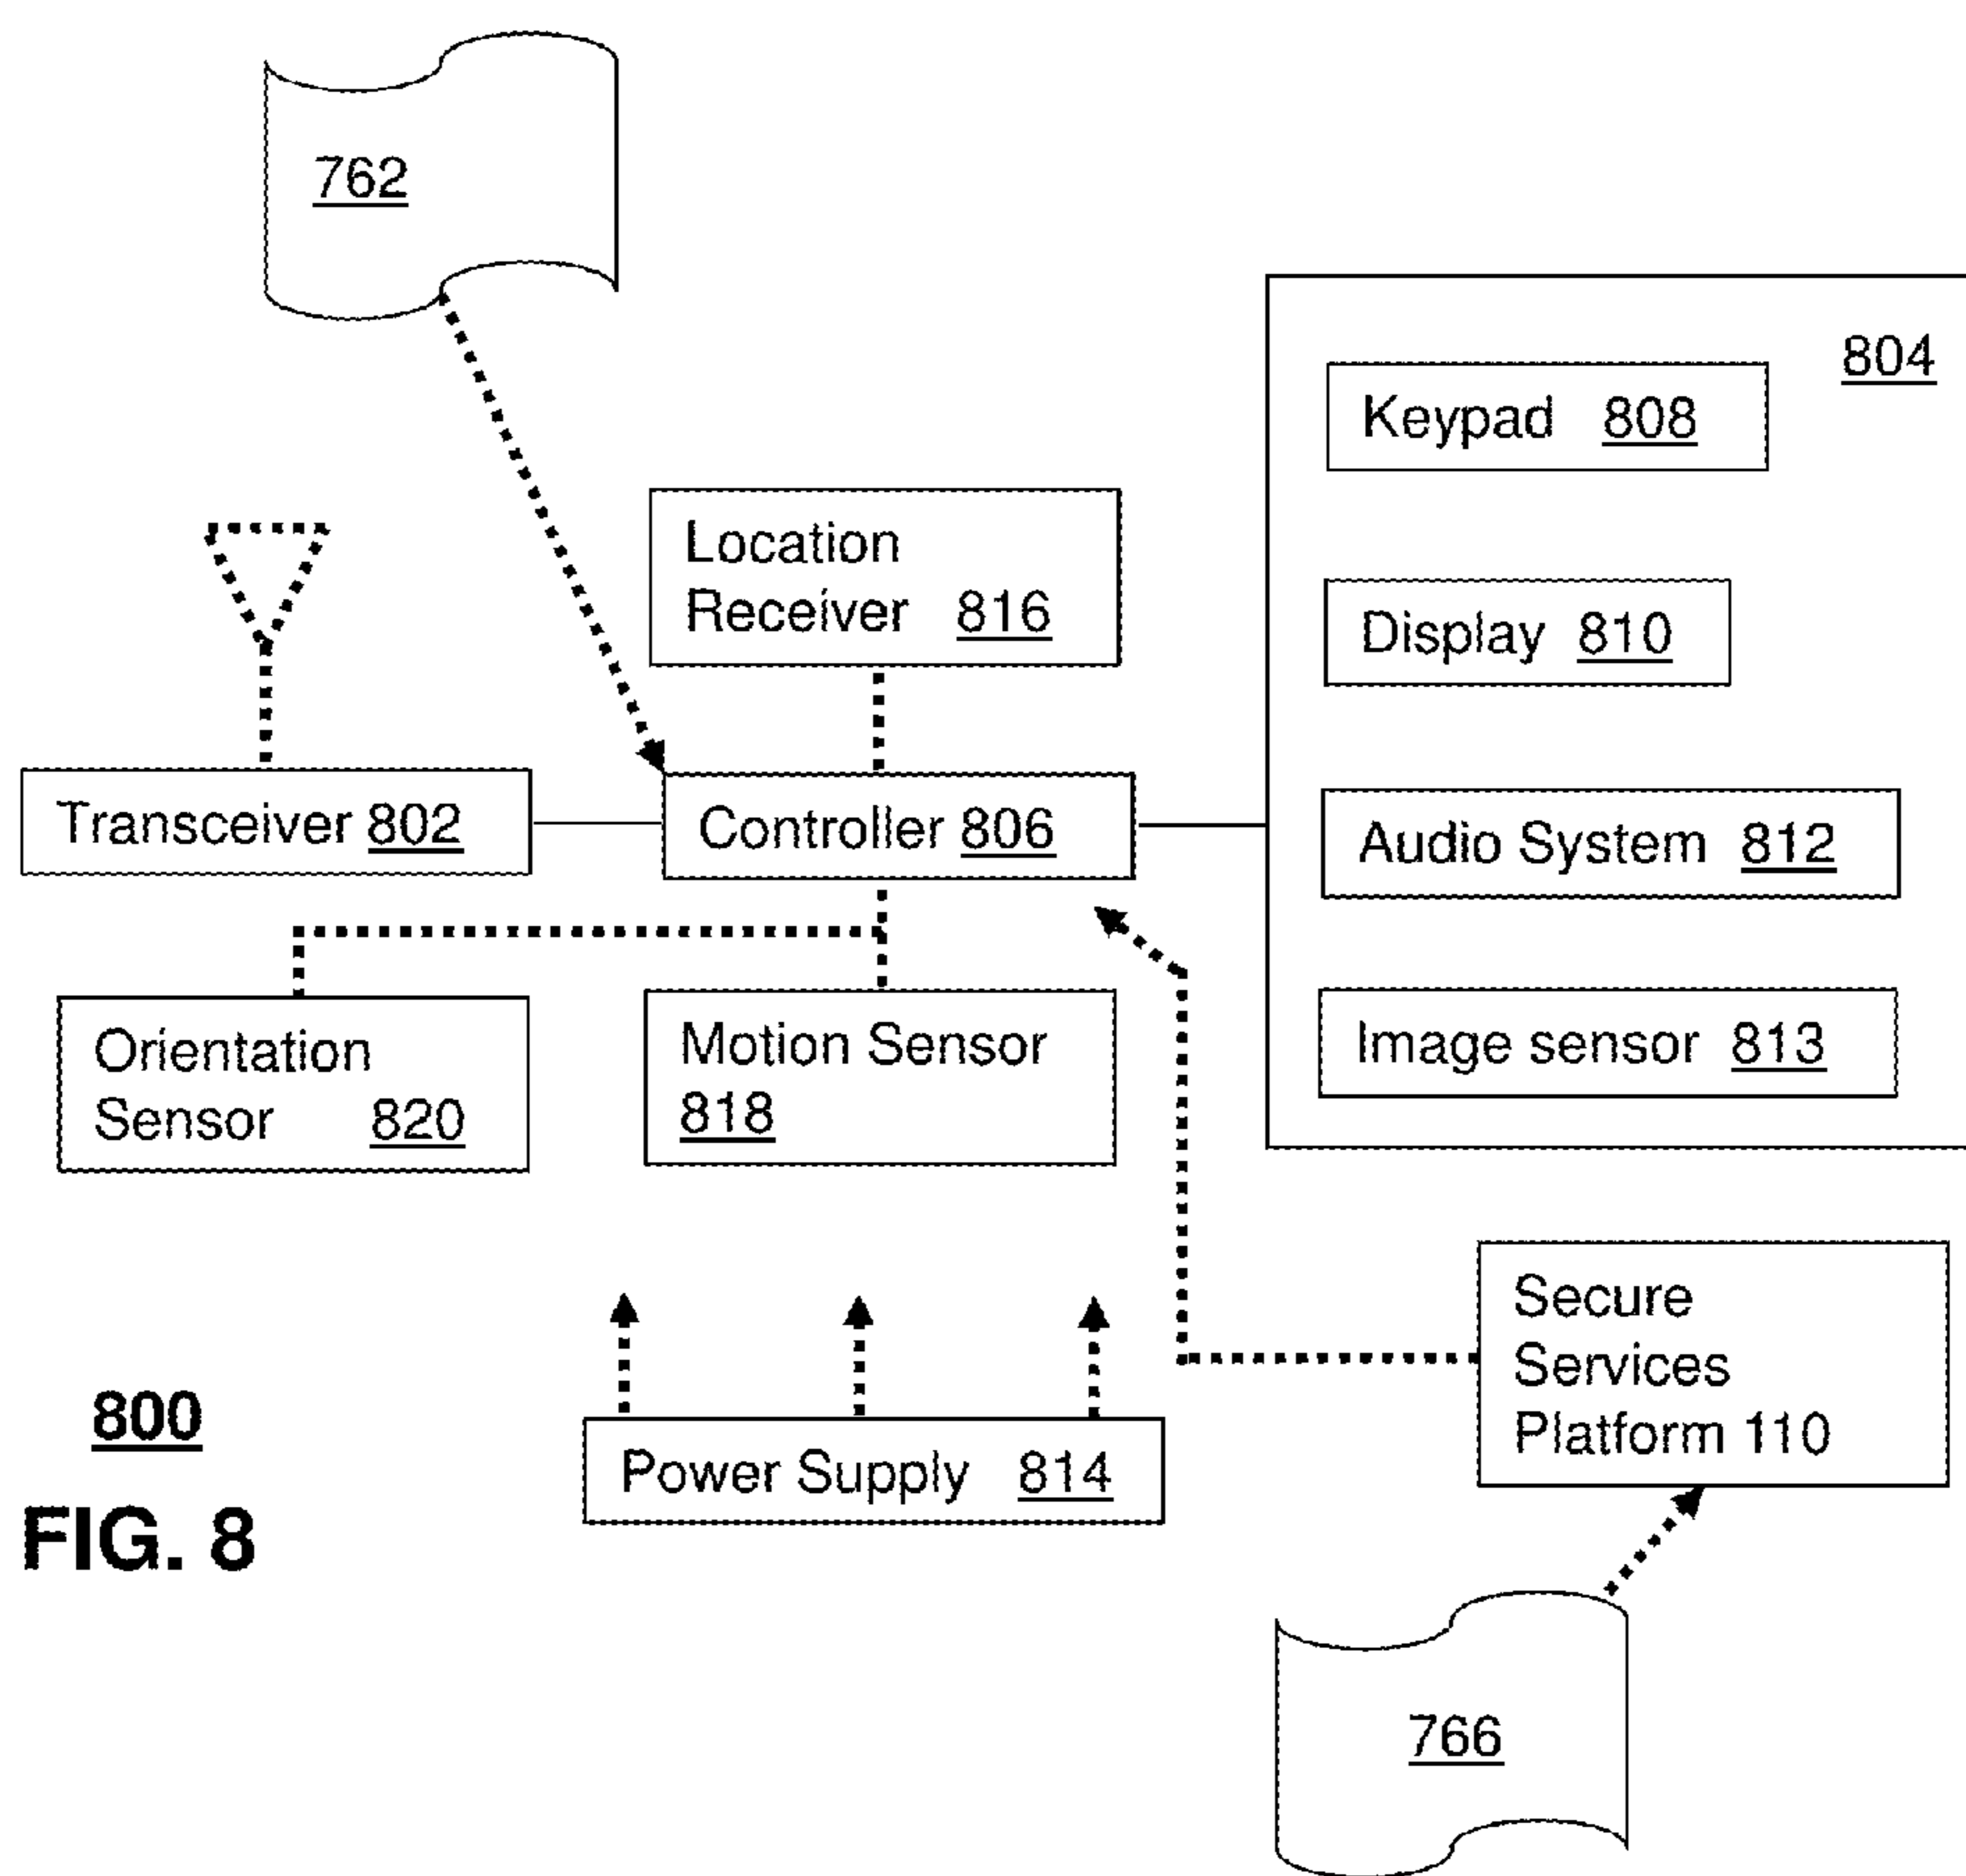 762
804
Keypad 808
Location
Receiver 816
Display 810
Transceiver 802
Controller 806
Audio System 812
Orientation
Sensor 820
Motion Sensor
818
Image sensor 813
Secure
Services
Platform 110
800
Power Supply 814
FIG. 8
766